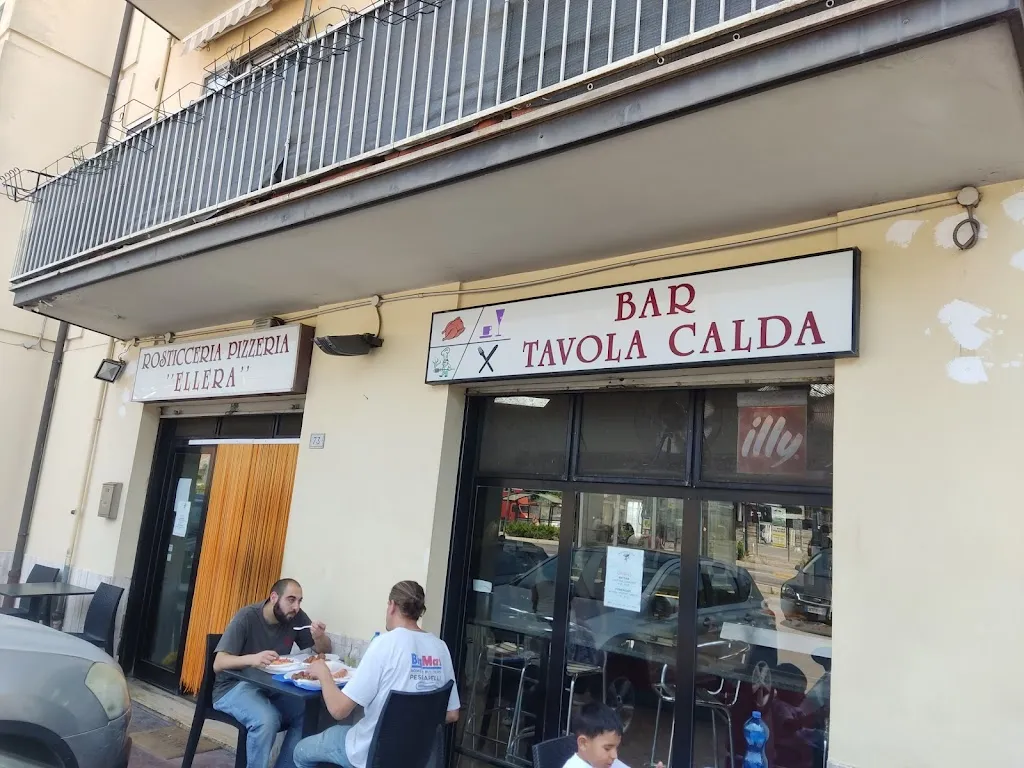 ROSTICCERIA PIZZERIA
"ELLERA"
BAR
TAVOLA CALDA
73
illy